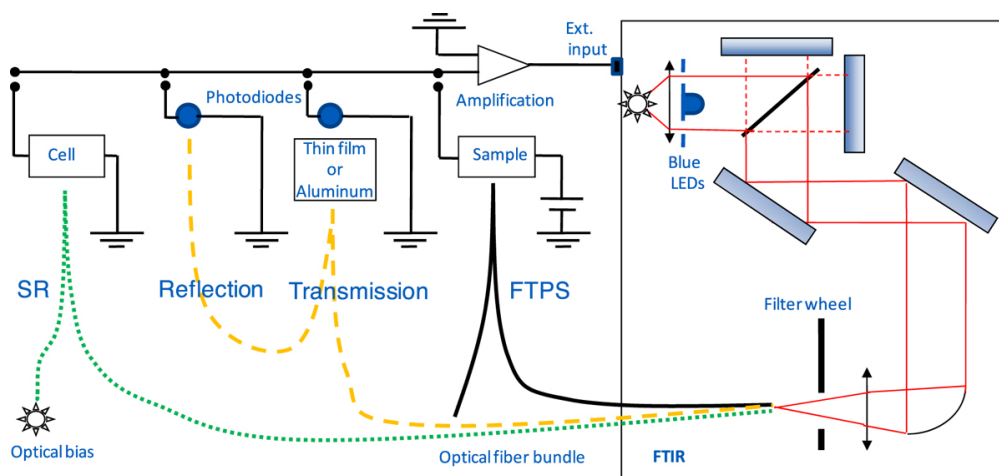 Ext.
input
Photodiodes
Amplification
Cell
Thin film
or
Aluminum
Sample
Blue
LEDs
SR
Reflection
Transmission
FTPS
Filter wheel
Optical bias
Optical fiber bundle
FTIR